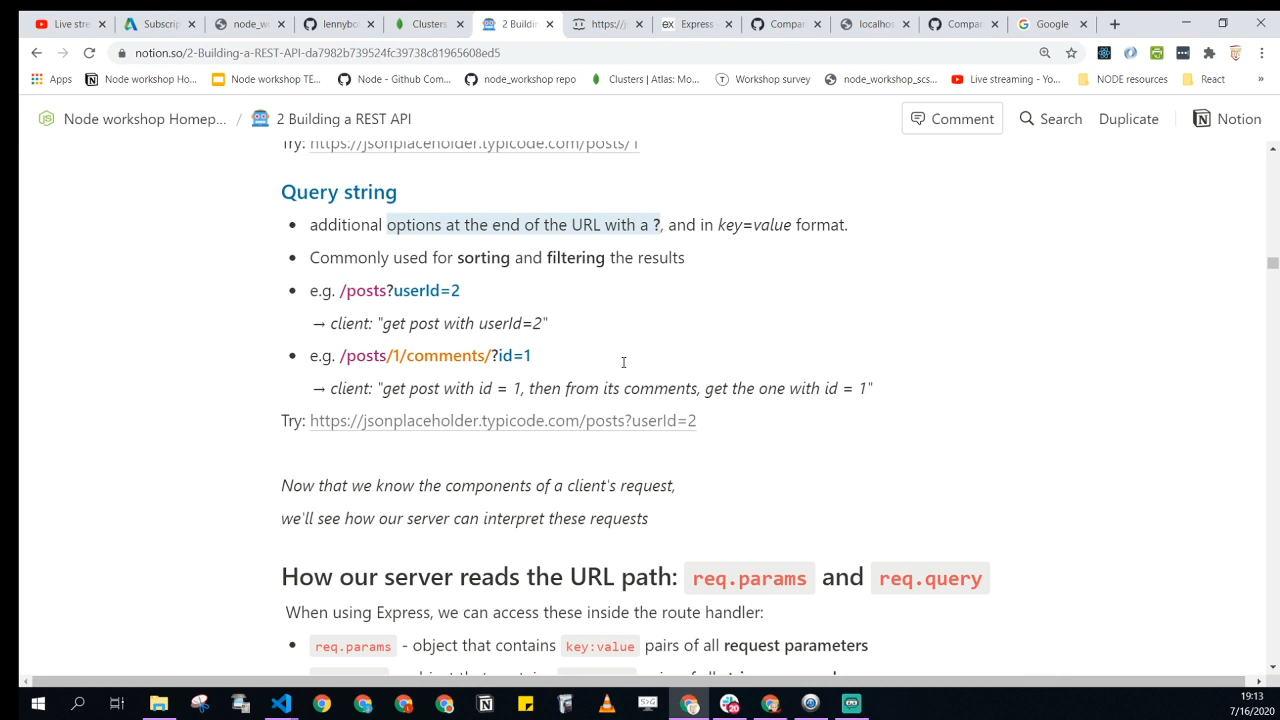 Live stre
Subscrip
node_w
lennybo
Clusters
2 Buildin
https://j
Express
Compar
localhos
Compar
Google
notion.so/2-Building-a-REST-API-da7982b739524fc39738c81965608ed5
Apps
Node workshop Ho...
Node workshop TE...
Node - Github Com...
node_workshop repo
Clusters | Atlas: Mo...
Workshop survey
node_workshop_scs...
Live streaming - Yo...
NODE resources
React
»
Node workshop Homep... / 2 Building a REST API
Comment
Search
Duplicate
Notion
Try: https://jsonplaceholder.typicode.com/posts/1
Query string
• additional options at the end of the URL with a ?, and in key=value format.
• Commonly used for sorting and filtering the results
• e.g. /posts?userId=2
→ client: "get post with userId=2"
• e.g. /posts/1/comments/?id=1
→ client: "get post with id = 1, then from its comments, get the one with id = 1"
Try: https://jsonplaceholder.typicode.com/posts?userId=2
Now that we know the components of a client's request,
we'll see how our server can interpret these requests
How our server reads the URL path: req.params and req.query
When using Express, we can access these inside the route handler:
• req.params - object that contains key:value pairs of all request parameters
19:13
7/16/2020